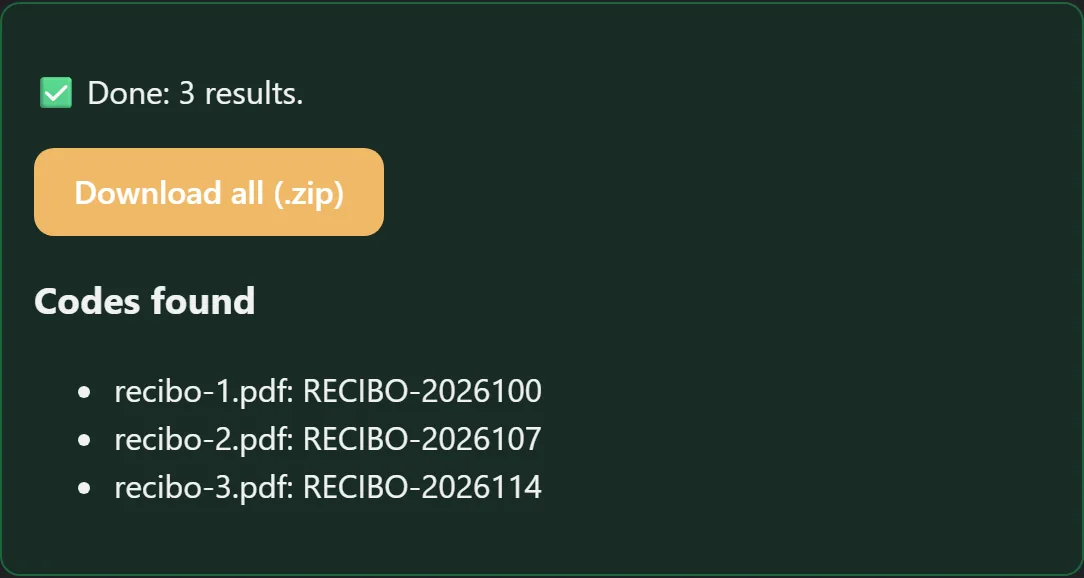 ✅ Done: 3 results.
Download all (.zip)
Codes found
• recibo-1.pdf: RECIBO-2026100
• recibo-2.pdf: RECIBO-2026107
• recibo-3.pdf: RECIBO-2026114